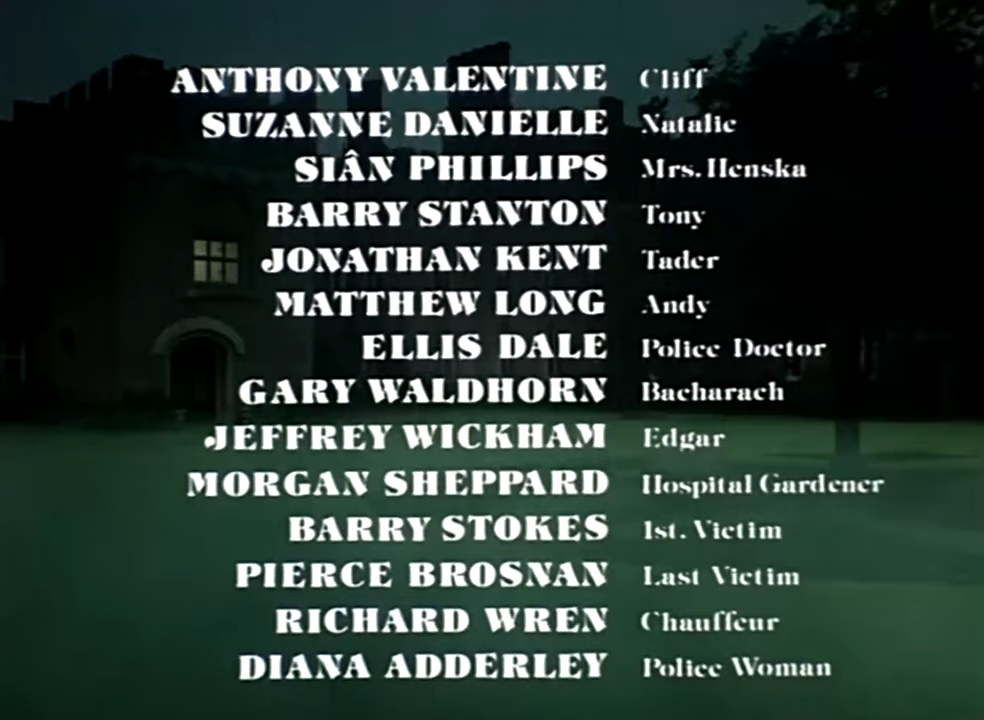 ANTHONY VALENTINE Cliff
SUZANNE DANIELLE Natalie
SIÂN PHILLIPS Mrs. Henska
BARRY STANTON Tony
JONATHAN KENT Tader
MATTHEW LONG Andy
ELLIS DALE Police Doctor
GARY WALDHORN Bacharach
JEFFREY WICKHAM Edgar
MORGAN SHEPPARD Hospital Gardener
BARRY STOKES 1st. Victim
PIERCE BROSNAN Last Victim
RICHARD WREN Chauffeur
DIANA ADDERLEY Police Woman